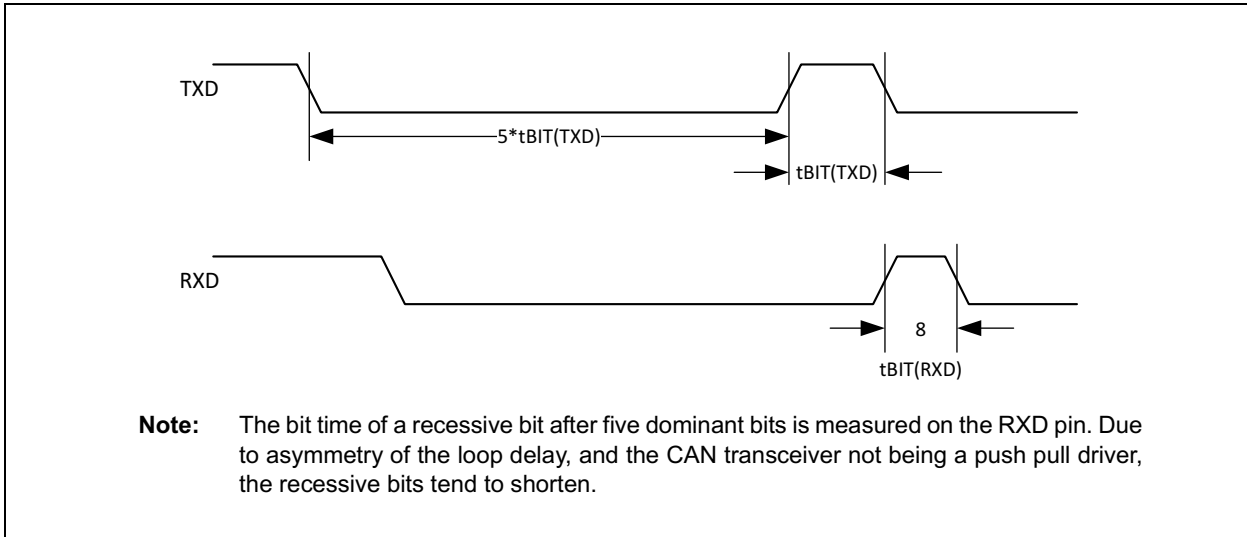 TXD
5*tBIT(TXD)
tBIT(TXD)
RXD
8
tBIT(RXD)
Note: The bit time of a recessive bit after five dominant bits is measured on the RXD pin. Due
to asymmetry of the loop delay, and the CAN transceiver not being a push pull driver,
the recessive bits tend to shorten.